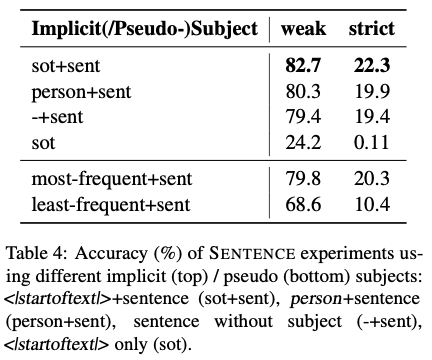 Implicit(/Pseudo-)Subject weak strict
sot+sent 82.7 22.3
person+sent 80.3 19.9
-+sent 79.4 19.4
sot 24.2 0.11
most-frequent+sent 79.8 20.3
least-frequent+sent 68.6 10.4
Table 4: Accuracy (%) of SENTENCE experiments us-
ing different implicit (top) / pseudo (bottom) subjects:
<|startoftext|>+sentence (sot+sent), person+sentence
(person+sent), sentence without subject (-+sent),
<|startoftext|> only (sot).